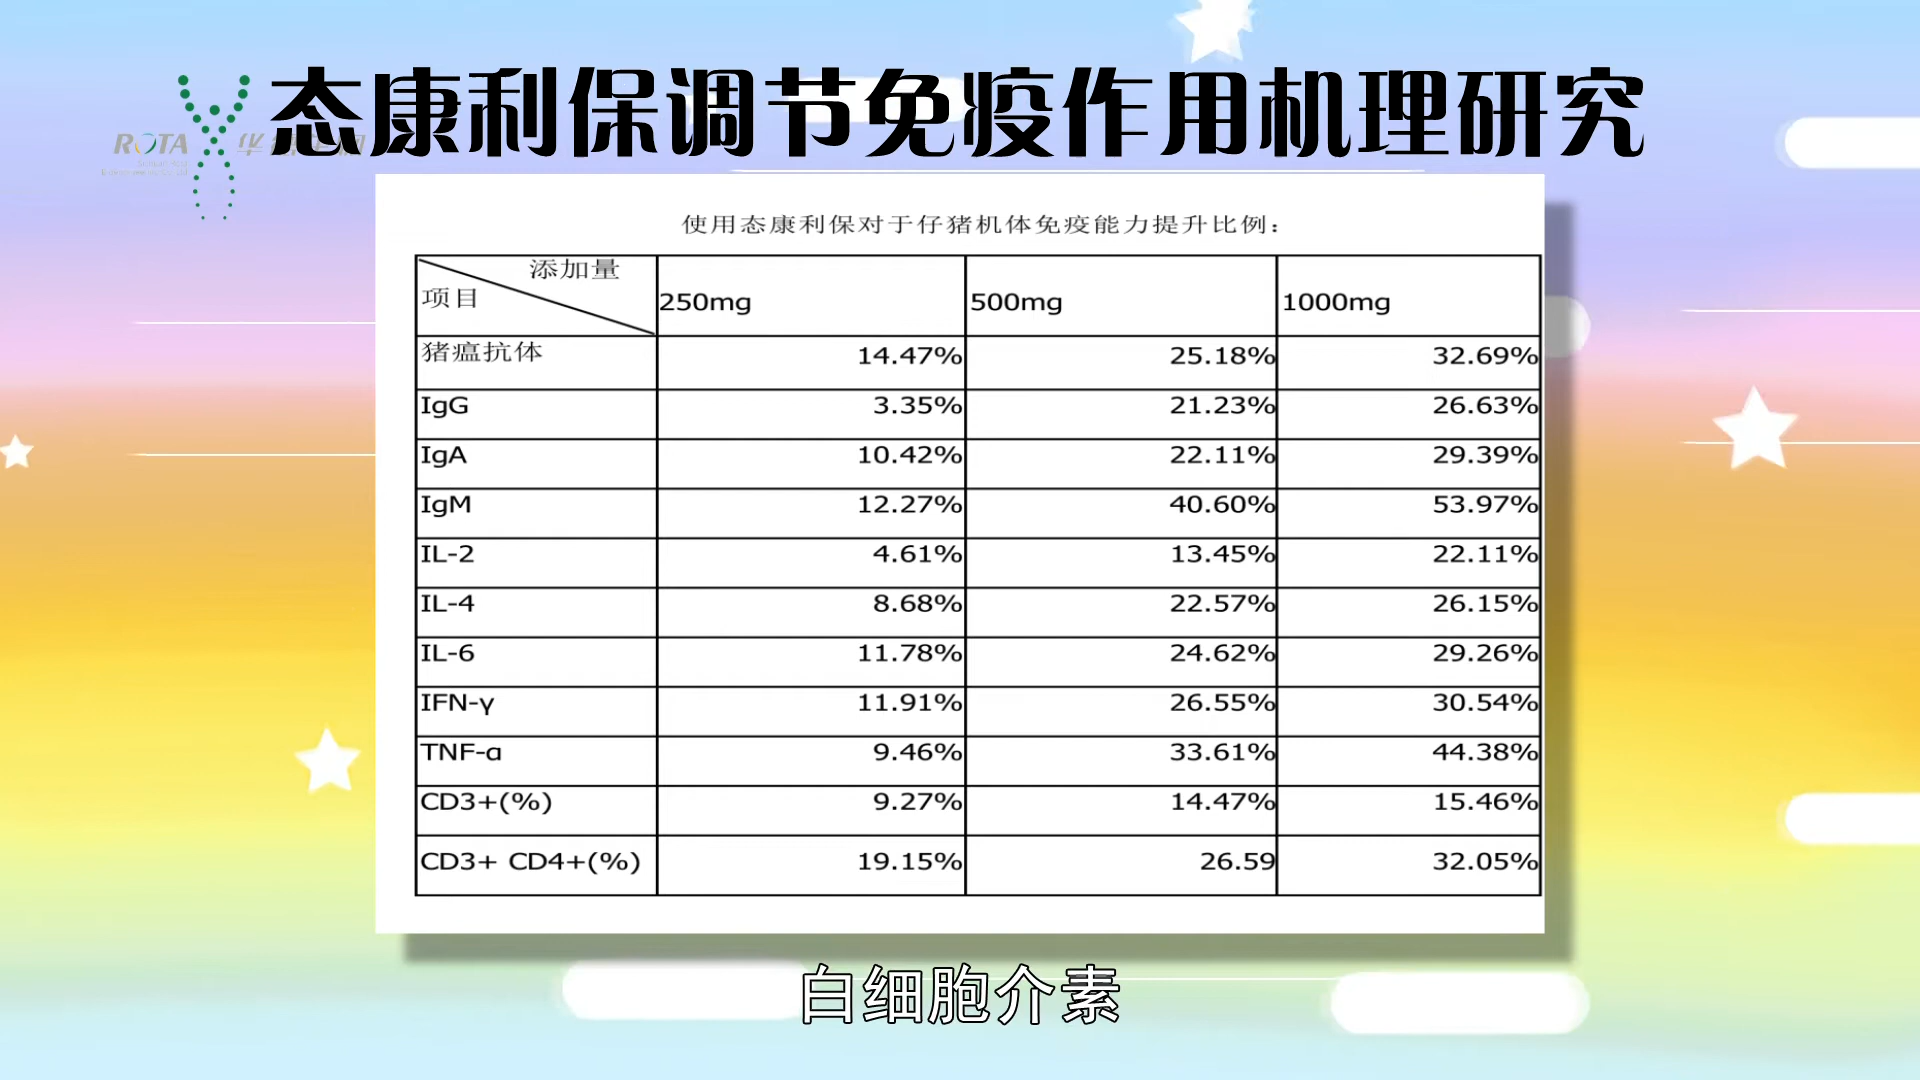 态康利保调节免疫作用机理研究
ROTA
使用态康利保对于仔猪机体免疫能力提升比例：
添加量
项目 250mg 500mg 1000mg
猪瘟抗体 14.47% 25.18% 32.69%
IgG 3.35% 21.23% 26.63%
IgA 10.42% 22.11% 29.39%
IgM 12.27% 40.60% 53.97%
IL-2 4.61% 13.45% 22.11%
IL-4 8.68% 22.57% 26.15%
IL-6 11.78% 24.62% 29.26%
IFN-γ 11.91% 26.55% 30.54%
TNF-α 9.46% 33.61% 44.38%
CD3+(%) 9.27% 14.47% 15.46%
CD3+ CD4+(%) 19.15% 26.59 32.05%
白细胞介素